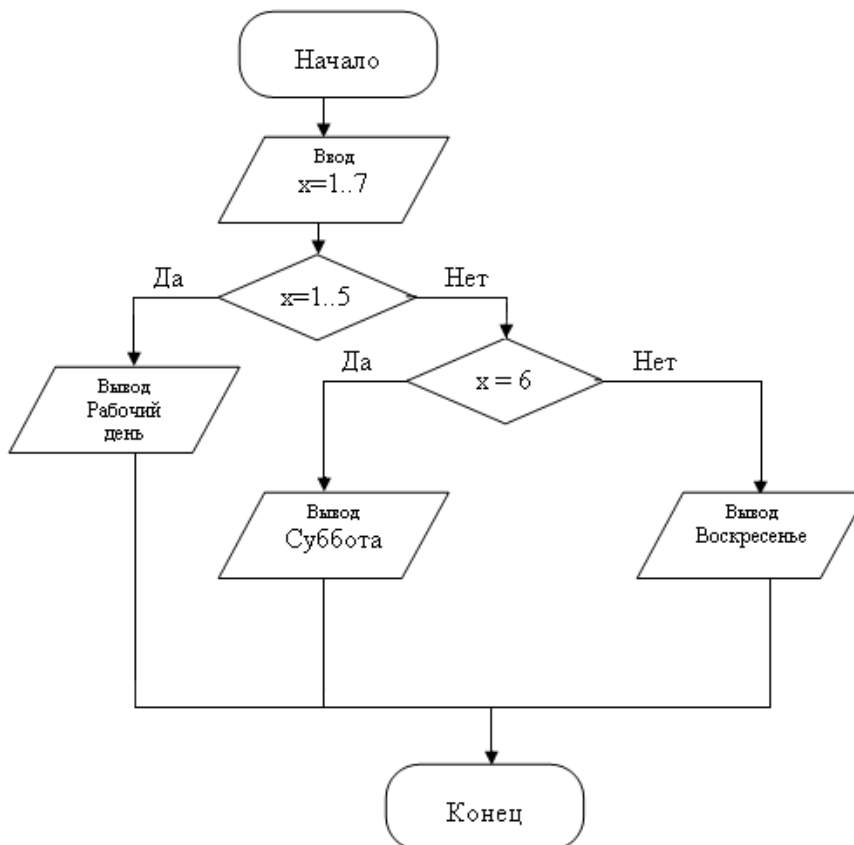 Начало
Ввод
x=1..7
Да
Нет
x=1..5
Да
Нет
x = 6
Вывод
Рабочий
день
Вывод
Суббота
Вывод
Воскресенье
Конец